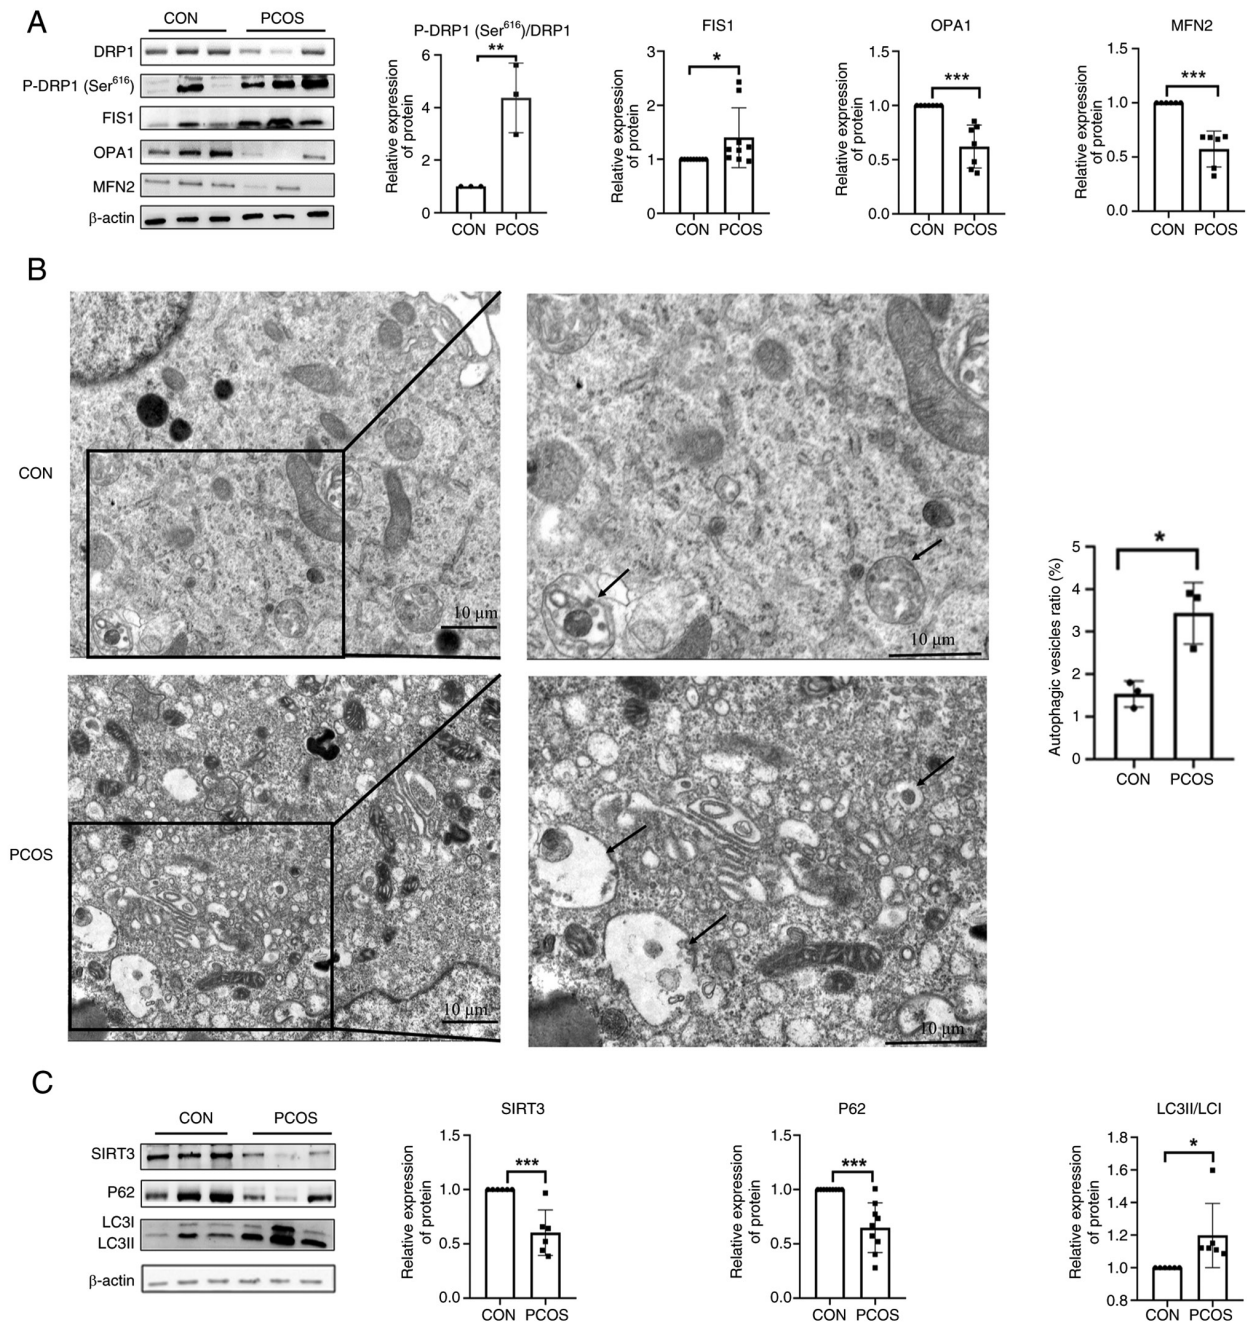 A
CON PCOS
DRP1
P-DRP1 (Ser616)
FIS1
OPA1
MFN2
β-actin
P-DRP1 (Ser616)/DRP1
Relative expression
of protein
6
4
2
0
**
CON PCOS
FIS1
Relative expression
of protein
3
2
1
0
*
CON PCOS
OPA1
Relative expression
of protein
1.5
1.0
0.5
0.0
***
CON PCOS
MFN2
Relative expression
of protein
1.5
1.0
0.5
0.0
***
CON PCOS
B
CON
10 μm
10 μm
PCOS
10 μm
10 μm
Autophagic vesicles ratio (%)
5
4
3
2
1
0
*
CON PCOS
C
CON PCOS
SIRT3
P62
LC3I
LC3II
β-actin
SIRT3
Relative expression
of protein
1.5
1.0
0.5
0.0
***
CON PCOS
P62
Relative expression
of protein
1.5
1.0
0.5
0.0
***
CON PCOS
LC3II/LCI
Relative expression
of protein
1.8
1.6
1.4
1.2
1.0
0.8
*
CON PCOS